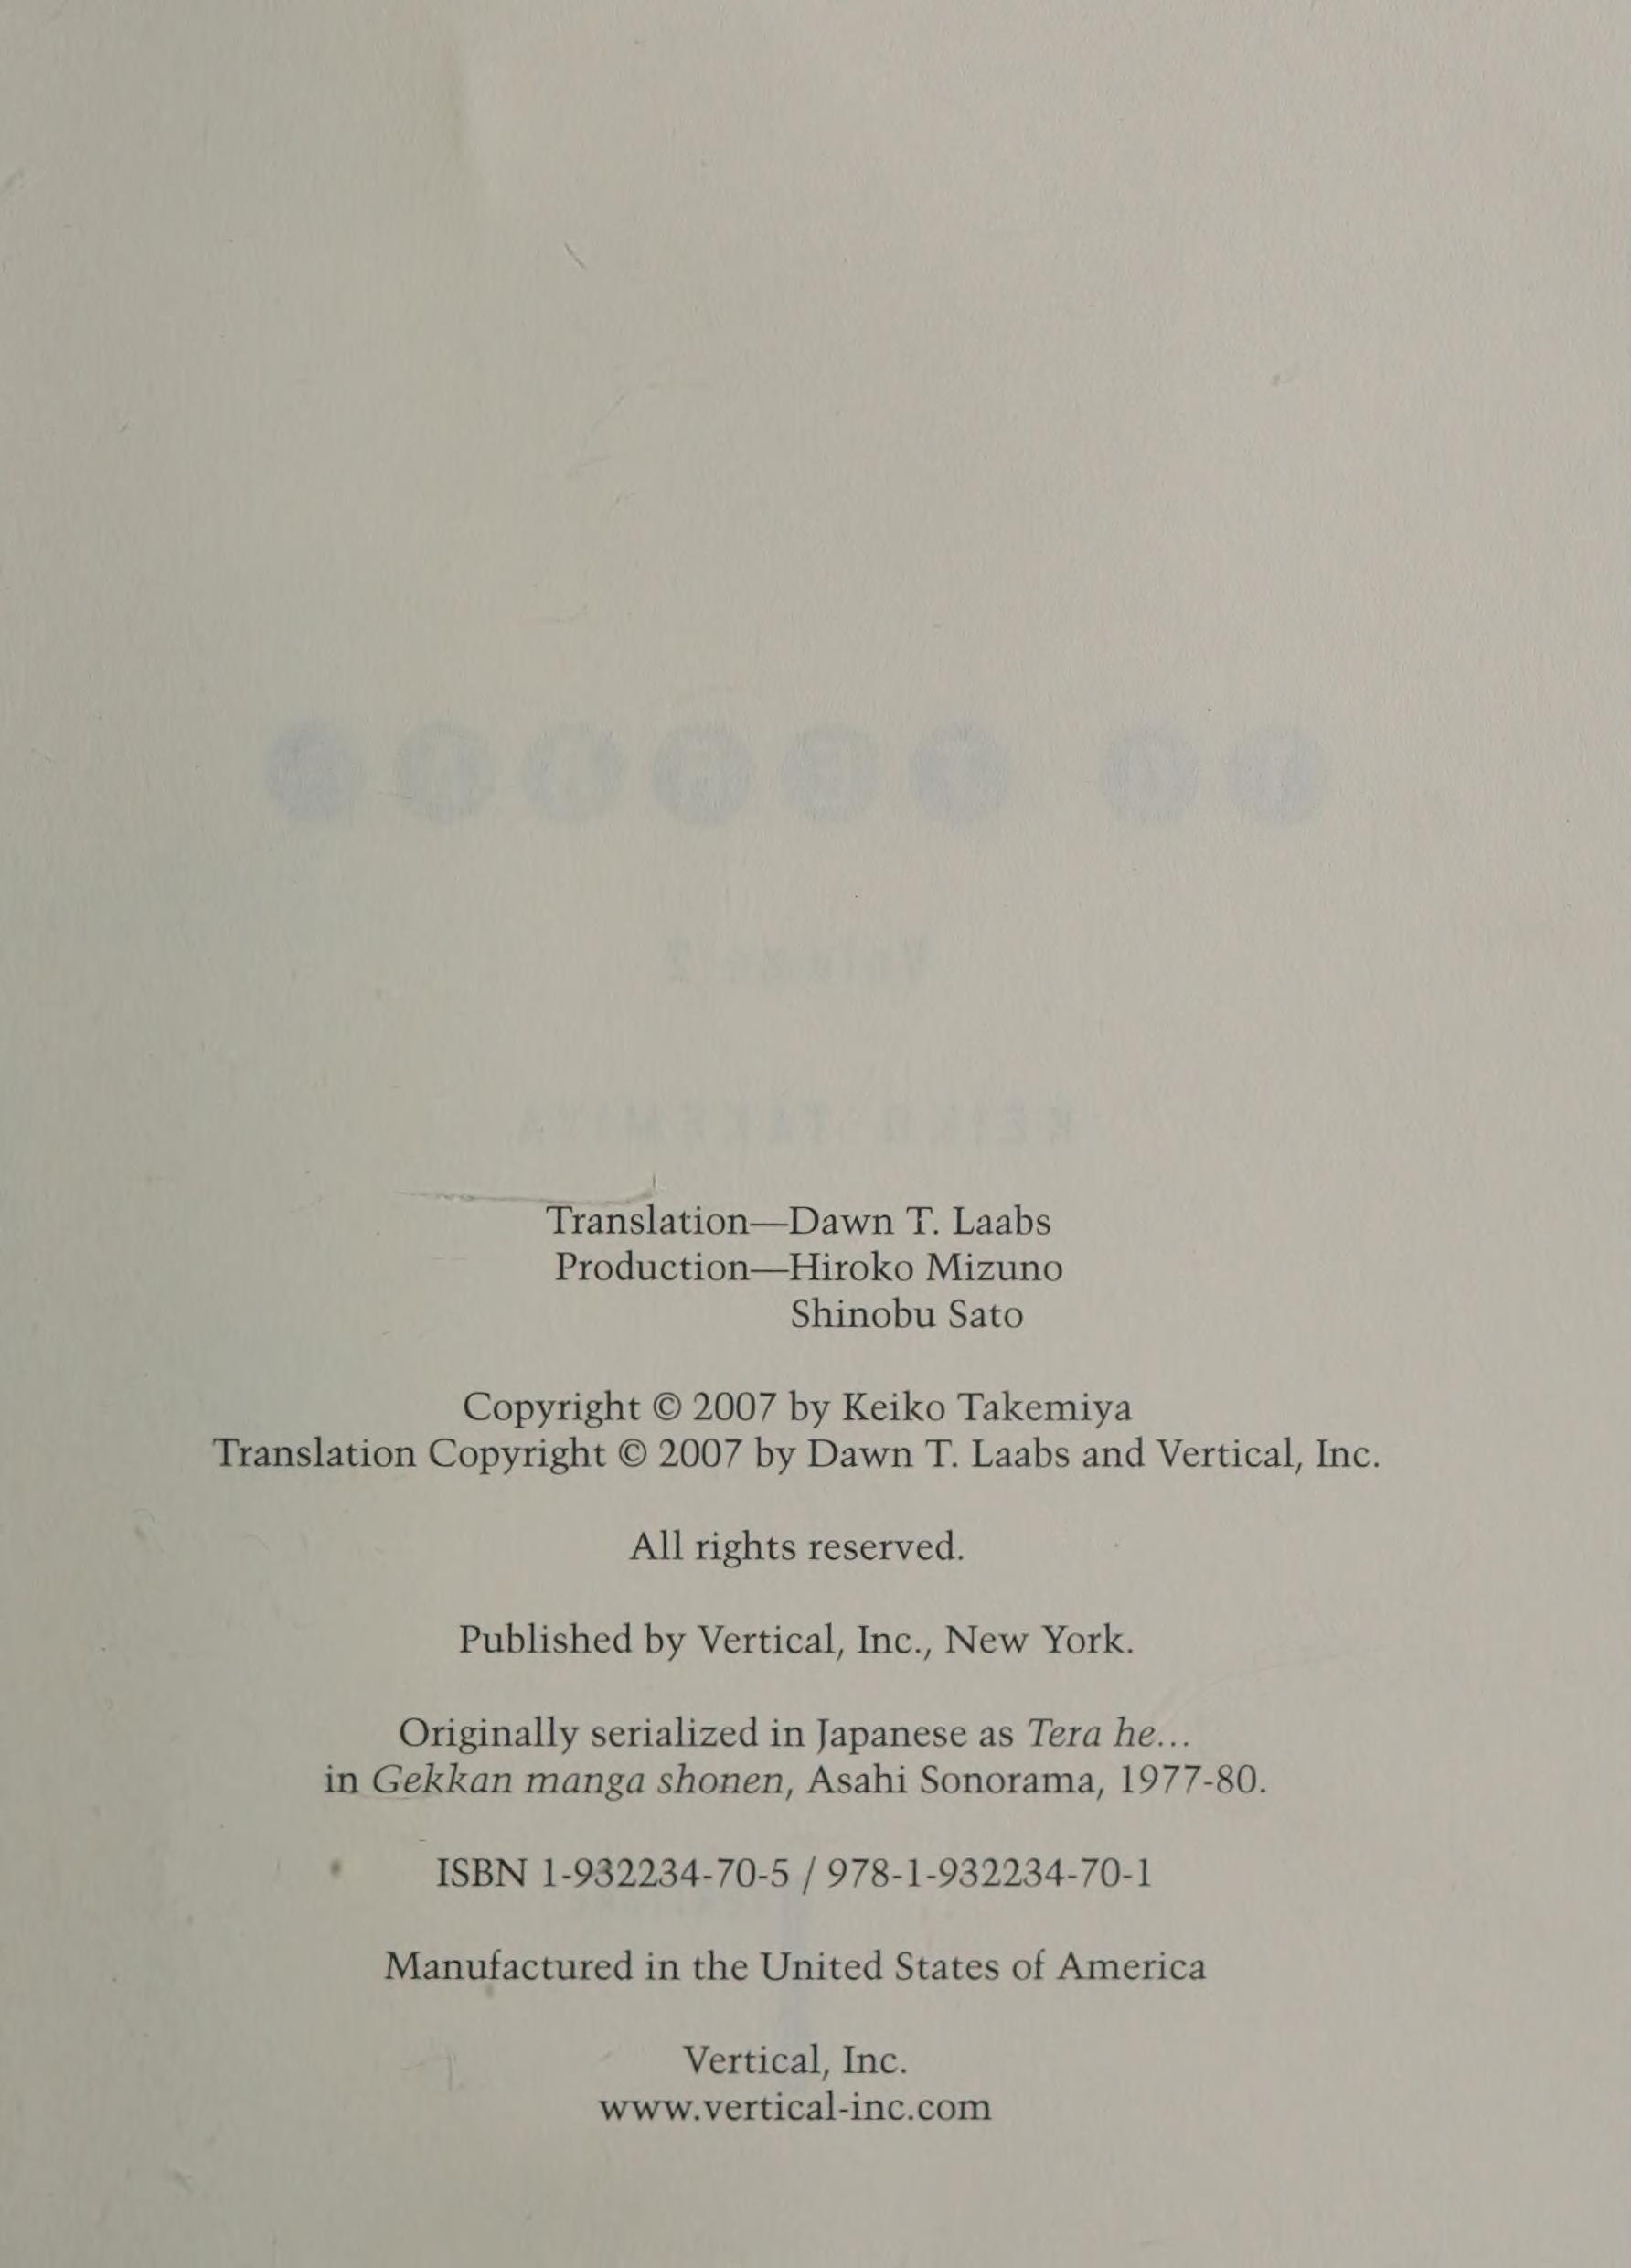 Translation—Dawn T. Laabs
Production—Hiroko Mizuno
Shinobu Sato
Copyright © 2007 by Keiko Takemiya
Translation Copyright © 2007 by Dawn T. Laabs and Vertical, Inc.
All rights reserved.
Published by Vertical, Inc., New York.
Originally serialized in Japanese as Tera he...
in Gekkan manga shonen, Asahi Sonorama, 1977-80.
ISBN 1-932234-70-5 / 978-1-932234-70-1
Manufactured in the United States of America
Vertical, Inc.
www.vertical-inc.com